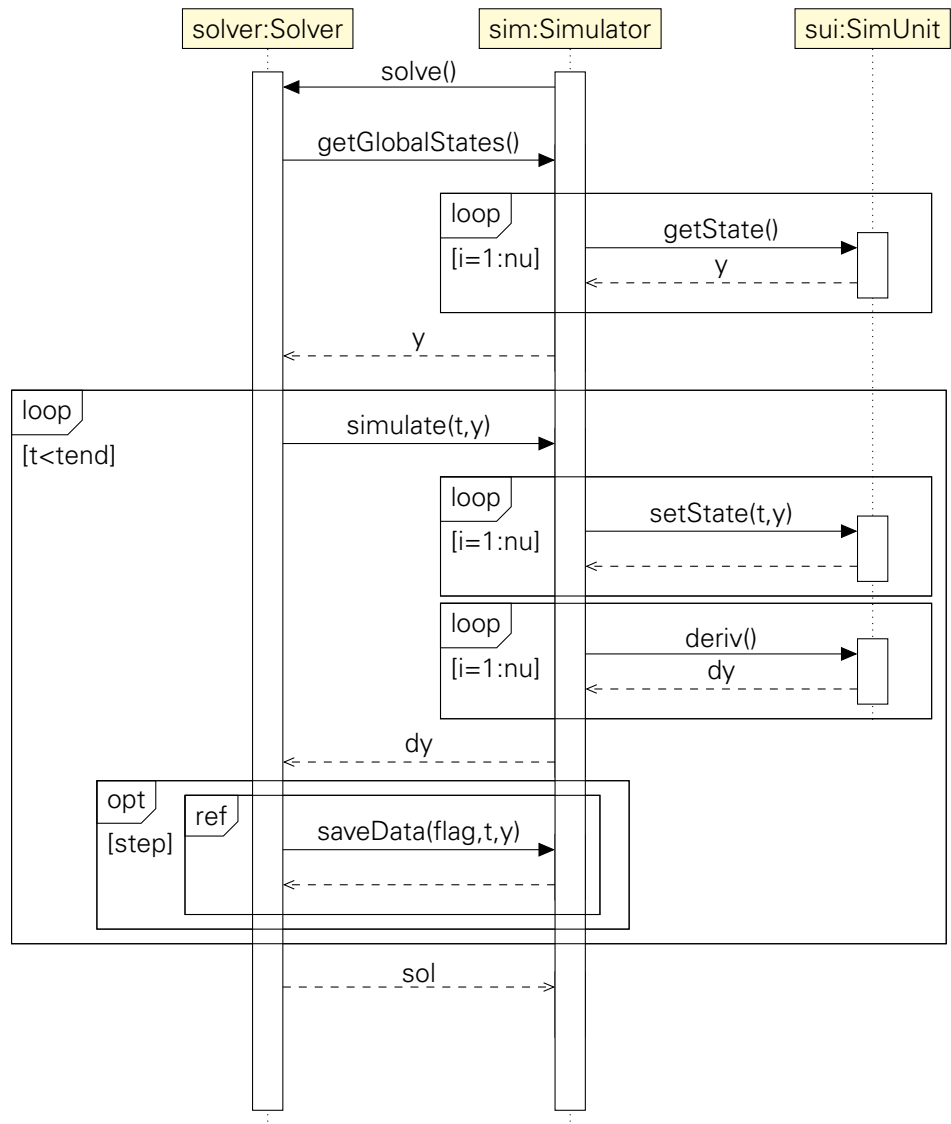 solver:Solver
sim:Simulator
sui:SimUnit
solve()
getGlobalStates()
loop
[i=1:nu]
getState()
y
y
loop
[t<tend]
simulate(t,y)
loop
[i=1:nu]
setState(t,y)
loop
[i=1:nu]
deriv()
dy
dy
opt
[step]
ref
saveData(flag,t,y)
sol